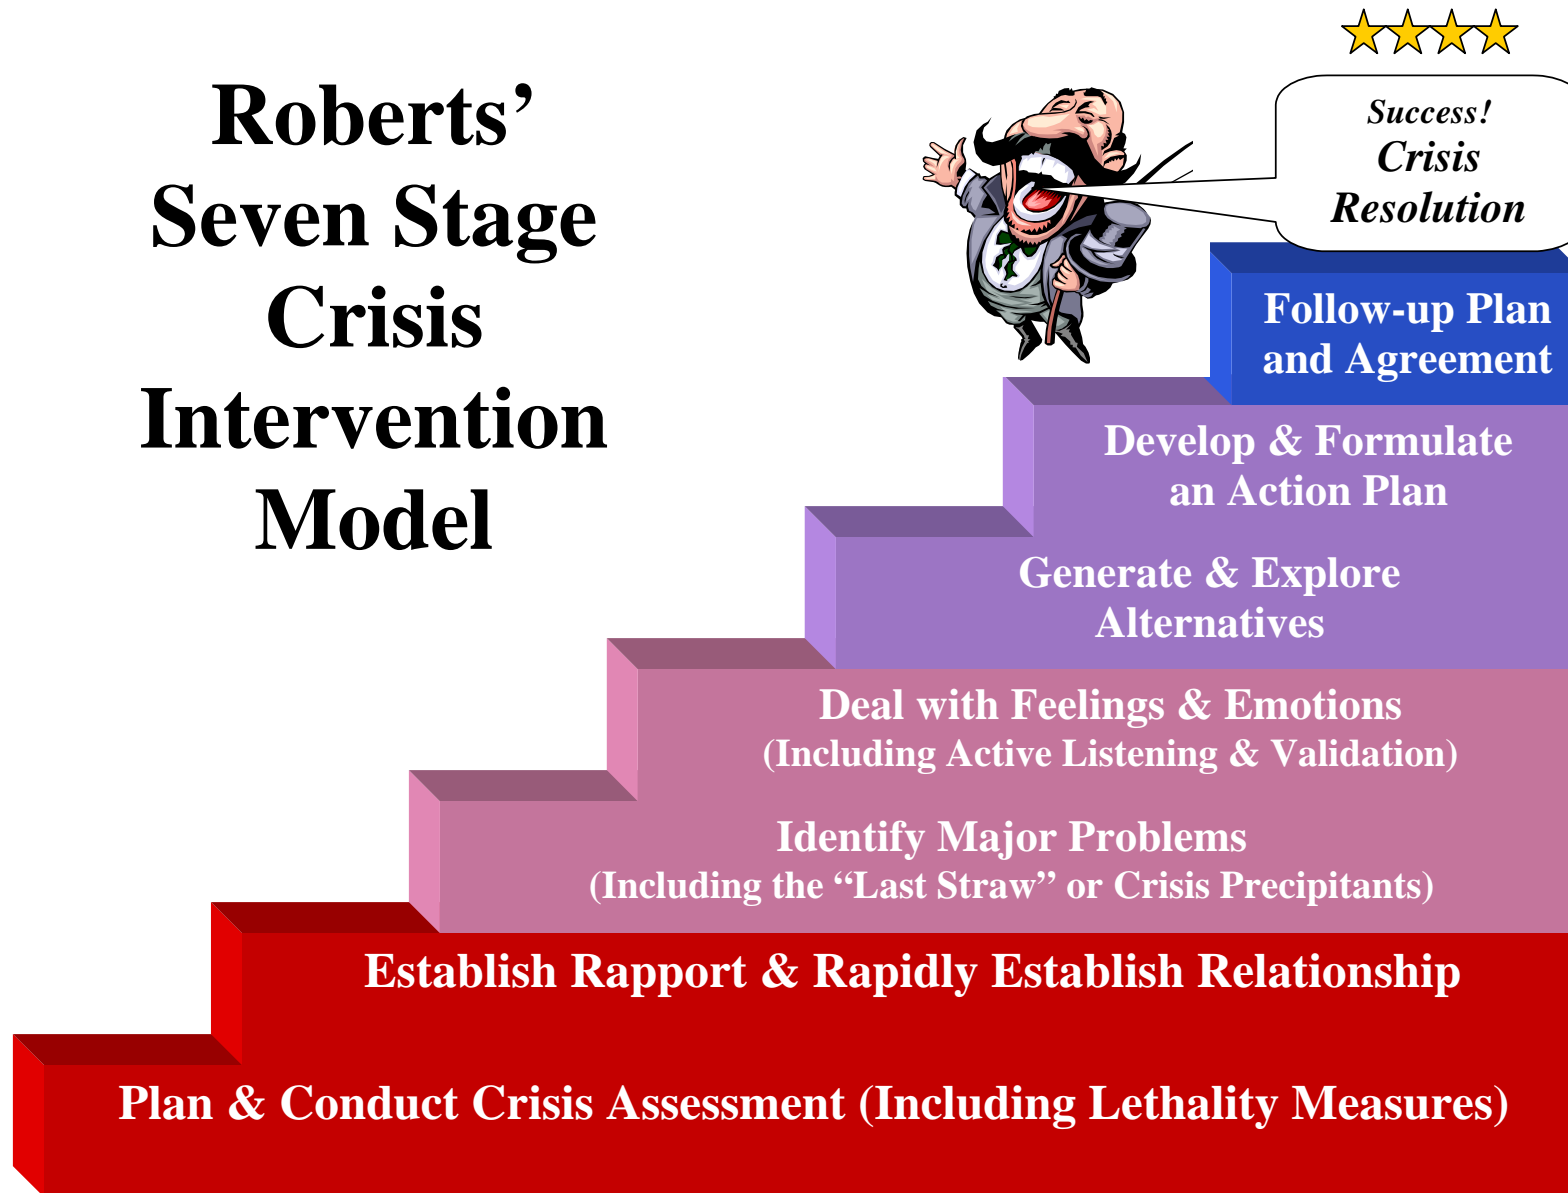 Roberts’
Seven Stage
Crisis
Intervention
Model
Success!
Crisis
Resolution
Follow-up Plan
and Agreement
Develop & Formulate
an Action Plan
Generate & Explore
Alternatives
Deal with Feelings & Emotions
(Including Active Listening & Validation)
Identify Major Problems
(Including the “Last Straw” or Crisis Precipitants)
Establish Rapport & Rapidly Establish Relationship
Plan & Conduct Crisis Assessment (Including Lethality Measures)